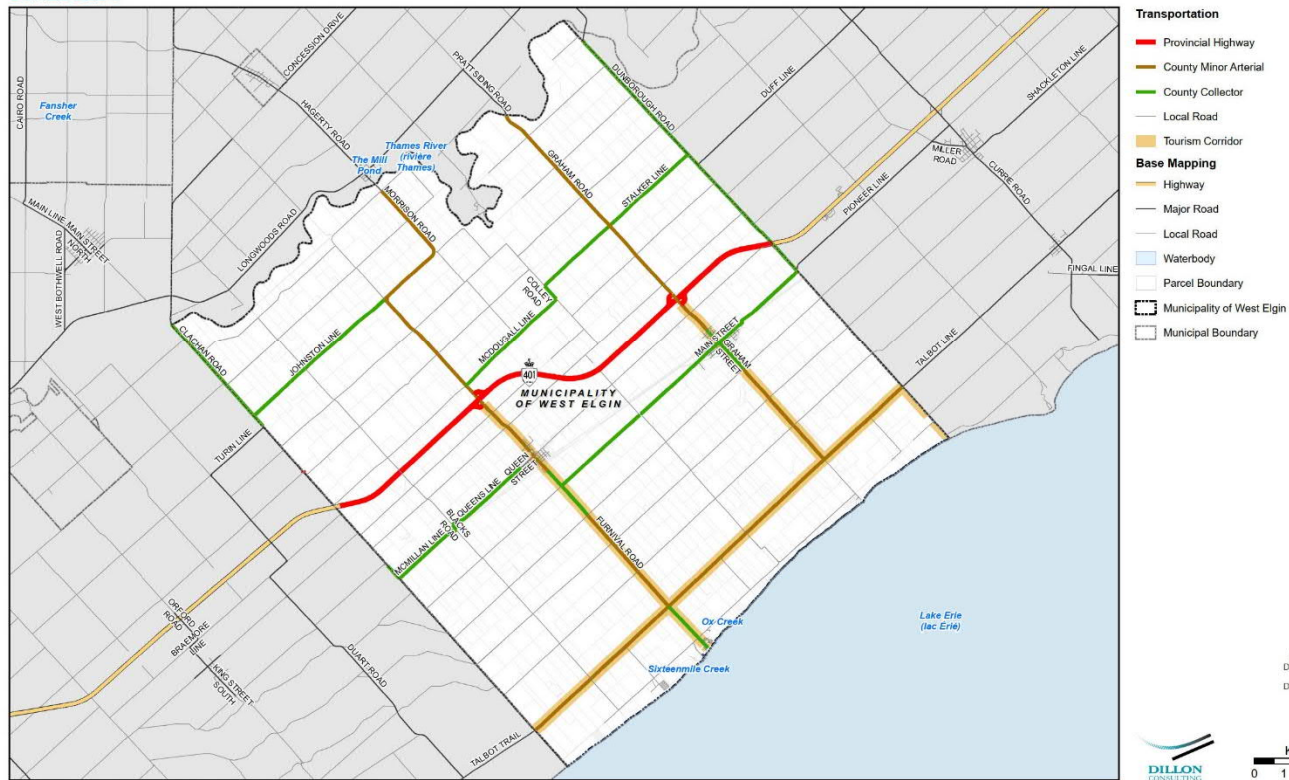 CAIRO ROAD
Fansher
Creek
CONCESSION DRIVE
HAGERTY ROAD
PRATT SIDING ROAD
DUNBOROUGH ROAD
DUFF LINE
SHACKLETON LINE
MILLER
ROAD
CURRIE ROAD
PIONEER LINE
FINGAL LINE
Thames River
(rivière
Thames)
The Mill
Pond
GRAHAM ROAD
STALKER LINE
MORRISON ROAD
MAIN LINE
MAIN STREET
NORTH
WEST BOTHWELL ROAD
LONGWOODS ROAD
COLLEY
ROAD
MCDOUGALL LINE
JOHNSTON LINE
CLACHAN ROAD
MAIN STREET
GRAHAM
STREET
TALBOT LINE
401
MUNICIPALITY
OF WEST ELGIN
TURIN LINE
QUEEN
STREET
QUEENS LINE
BLACKS
ROAD
MCMILLAN LINE
FURNIVAL ROAD
ORFORD
ROAD
BRAEMORE
LINE
KING STREET
SOUTH
DUART ROAD
Ox Creek
Sixteenmile Creek
Lake Erie
(lac Érié)
TALBOT TRAIL
Transportation
Provincial Highway
County Minor Arterial
County Collector
Local Road
Tourism Corridor
Base Mapping
Highway
Major Road
Local Road
Waterbody
Parcel Boundary
Municipality of West Elgin
Municipal Boundary
D
D
DILLON
CONSULTING
K
0 1